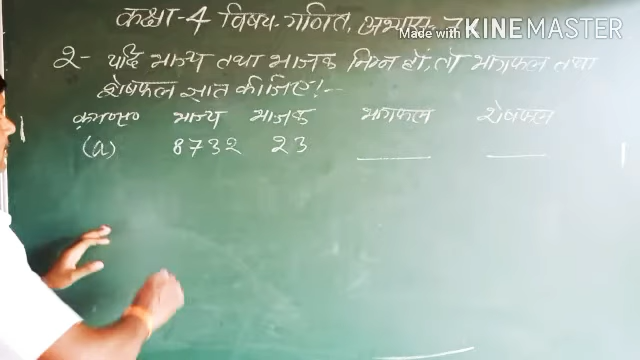 कक्षा-4 विषय-गणित, अभ्यास-7
Made with KINEMASTER
2- यदि भाज्य तथा भाजक निम्न हों, तो भागफल तथा
शेषफल ज्ञात कीजिए!-
क्रमांक भाज्य भाजक भागफल शेषफल
(a) 8732 23